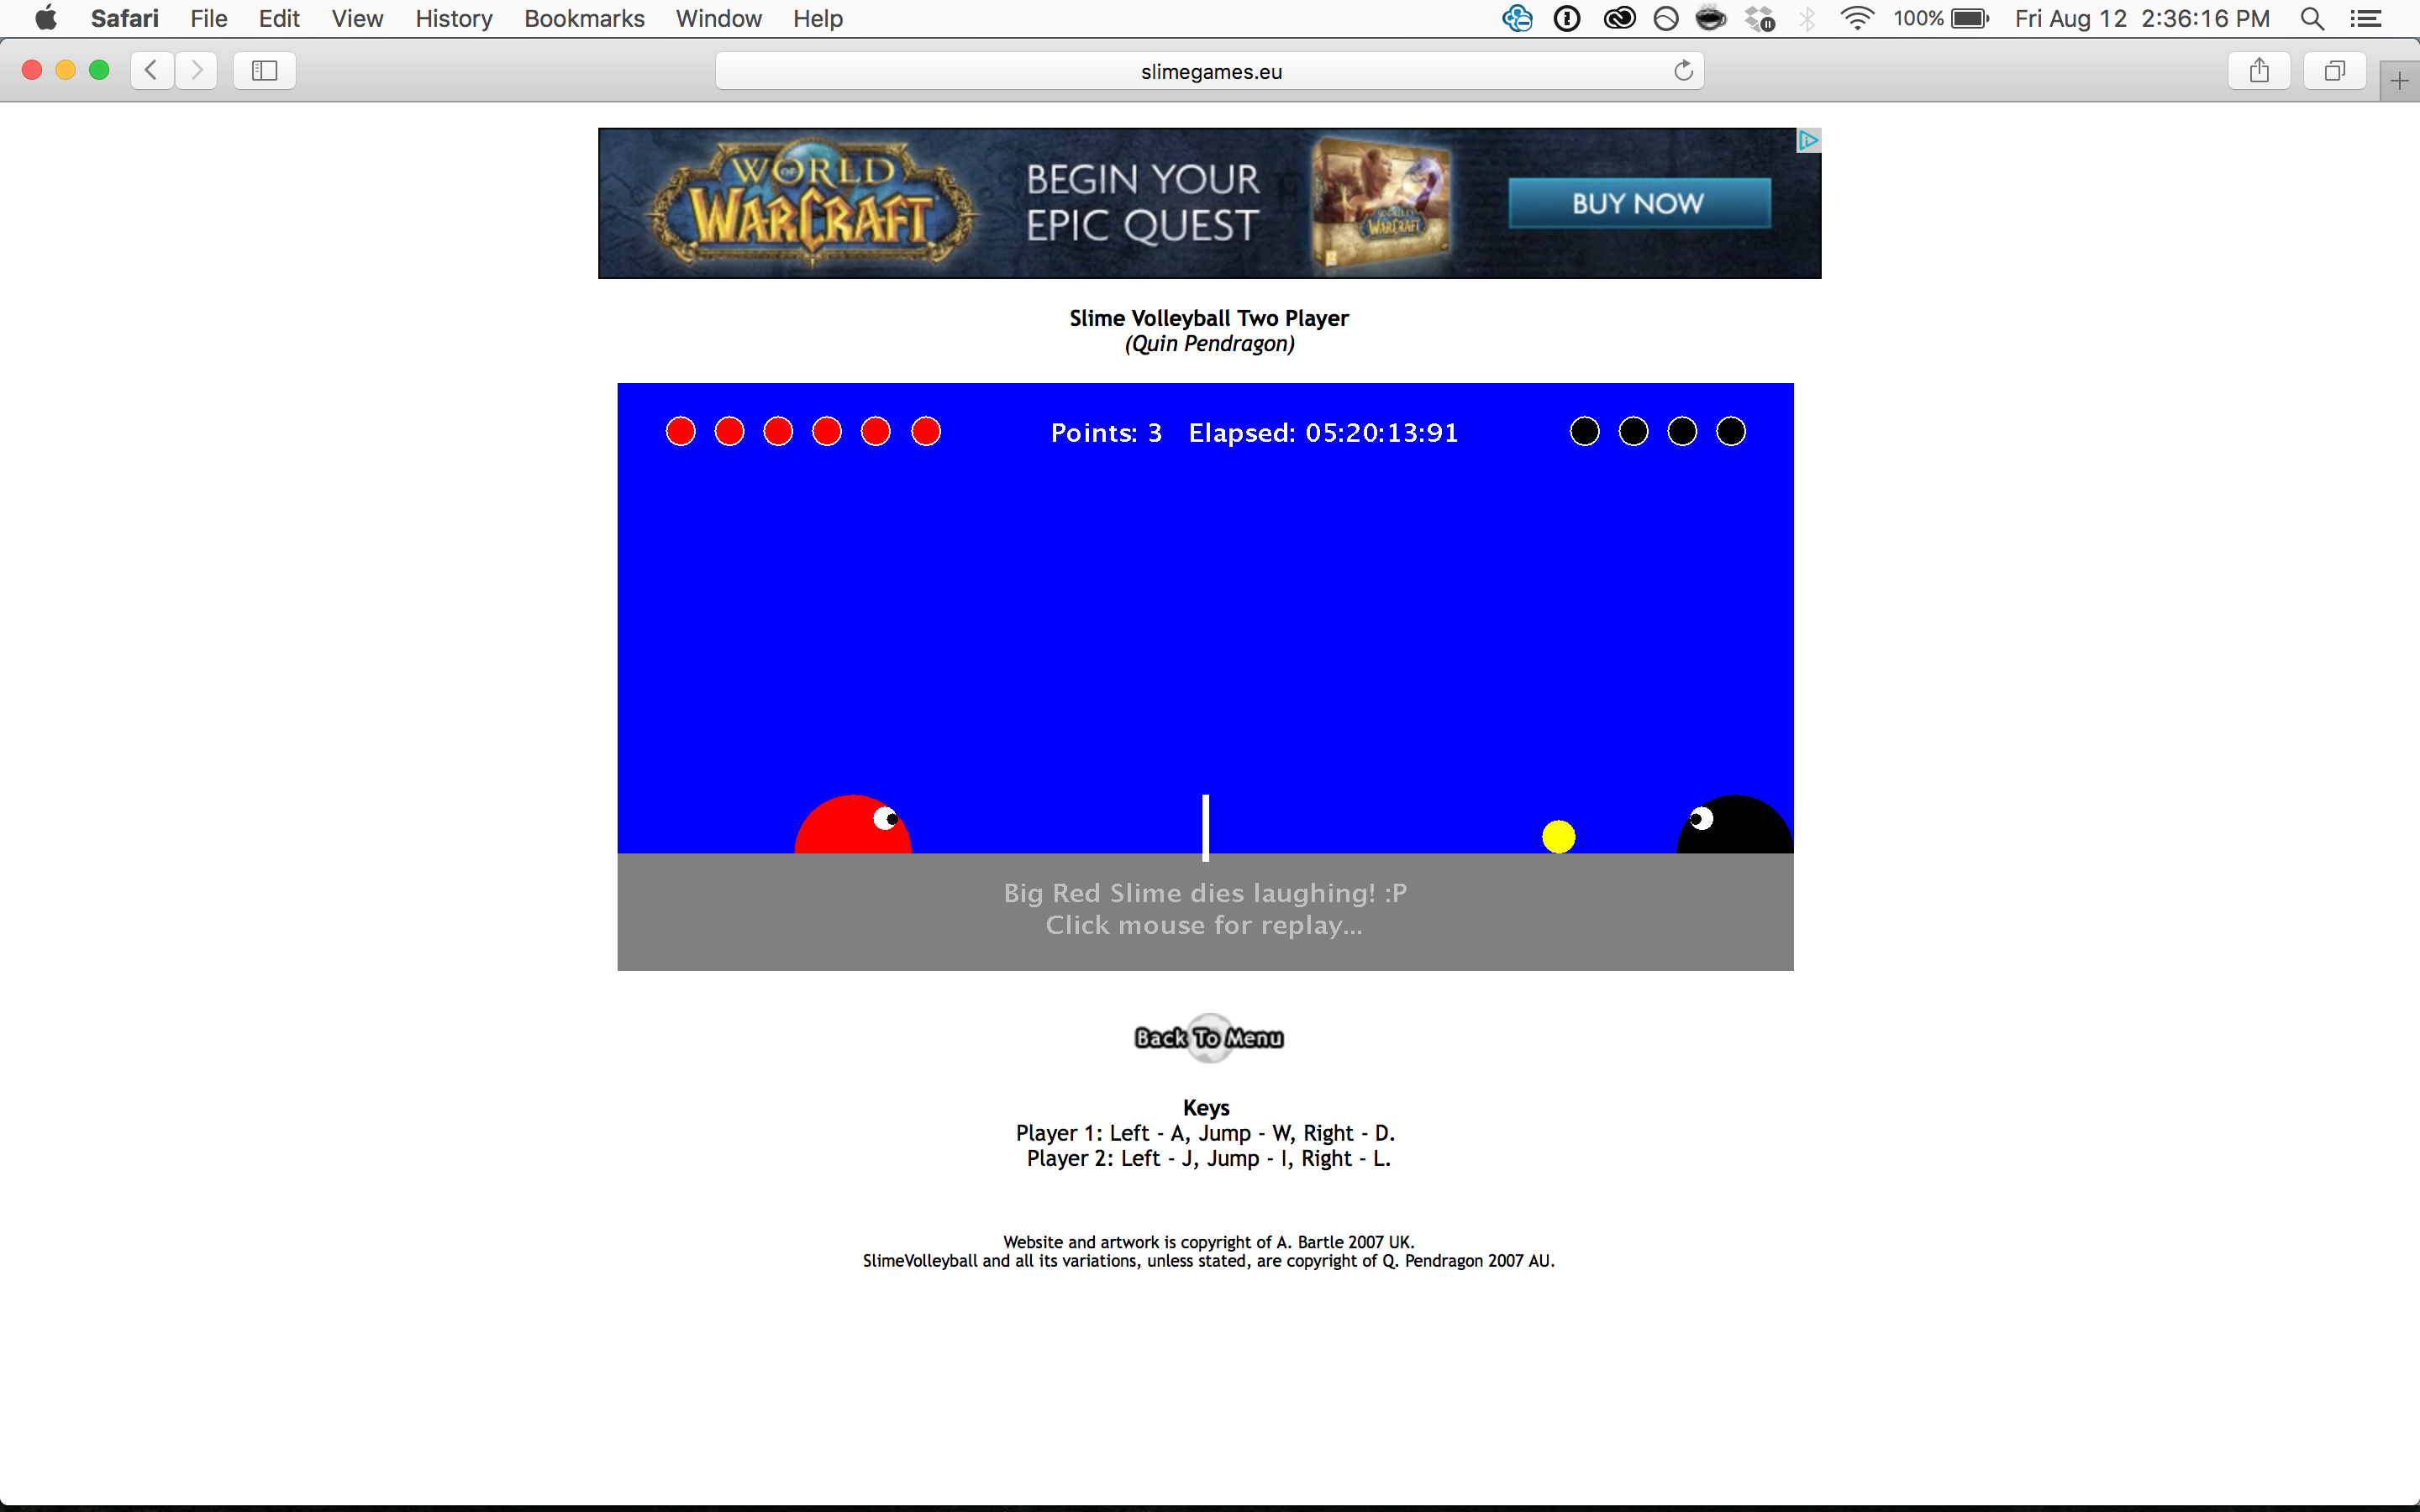 Safari File Edit View History Bookmarks Window Help 100% Fri Aug 12 2:36:16 PM
slimegames.eu
WORLD OF WARCRAFT
BEGIN YOUR
EPIC QUEST
BUY NOW
Slime Volleyball Two Player
(Quin Pendragon)
Points: 3 Elapsed: 05:20:13:91
Big Red Slime dies laughing! :P
Click mouse for replay...
Back To Menu
Keys
Player 1: Left - A, Jump - W, Right - D.
Player 2: Left - J, Jump - I, Right - L.
Website and artwork is copyright of A. Bartle 2007 UK.
SlimeVolleyball and all its variations, unless stated, are copyright of Q. Pendragon 2007 AU.